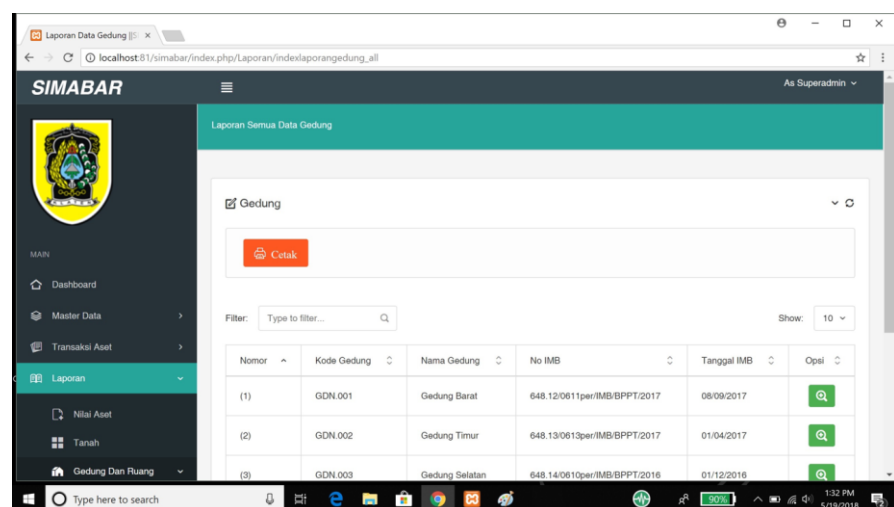 Laporan Data Gedung ||S
localhost:81/simabar/index.php/Laporan/indexlaporangedung_all
SIMABAR
As Superadmin
Laporan Semua Data Gedung
KLATEN
Gedung
Cetak
MAIN
Dashboard
Master Data
Transaksi Aset
Laporan
Nilai Aset
Tanah
Gedung Dan Ruang
Filter: Type to filter... Show: 10
Nomor Kode Gedung Nama Gedung No IMB Tanggal IMB Opsi
(1) GDN.001 Gedung Barat 648.12/0611per/IMB/BPPT/2017 08/09/2017
(2) GDN.002 Gedung Timur 648.13/0613per/IMB/BPPT/2017 01/04/2017
(3) GDN.003 Gedung Selatan 648.14/0610per/IMB/BPPT/2016 01/12/2016
Type here to search
90%
1:32 PM
5/19/2018